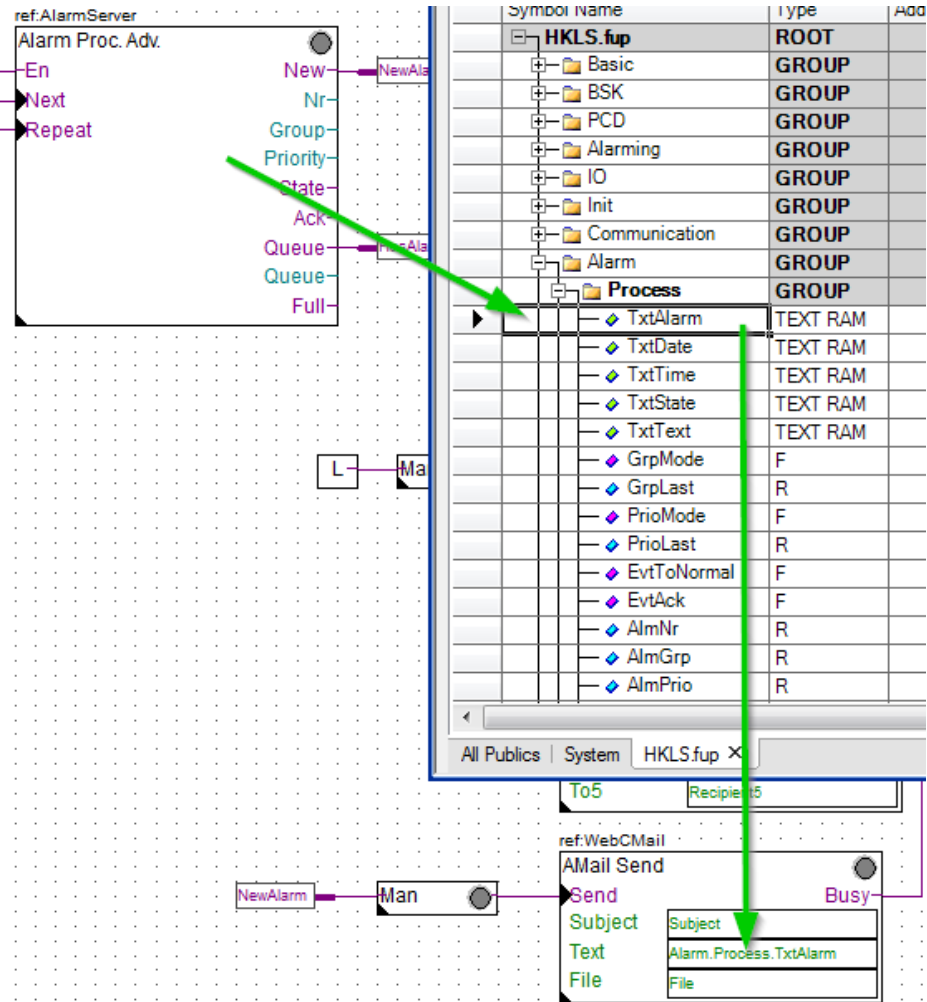 ref:AlarmServer
Alarm Proc. Adv.
En
New
NewAla
Next
Nr
Repeat
Group
Priority
State
Ack
Queue
Queue
Full
L
Ma
Symbol Name
Type
Add
HKLS.fup
ROOT
Basic
GROUP
BSK
GROUP
PCD
GROUP
Alarming
GROUP
IO
GROUP
Init
GROUP
Communication
GROUP
Alarm
GROUP
Process
GROUP
TxtAlarm
TEXT RAM
TxtDate
TEXT RAM
TxtTime
TEXT RAM
TxtState
TEXT RAM
TxtText
TEXT RAM
GrpMode
F
GrpLast
R
PrioMode
F
PrioLast
R
EvtToNormal
F
EvtAck
F
AlmNr
R
AlmGrp
R
AlmPrio
R
All Publics
System
HKLS.fup
To5
Recipient5
ref:WebCMail
AMail Send
NewAlarm
Man
Send
Busy
Subject
Subject
Text
Alarm.Process.TxtAlarm
File
File